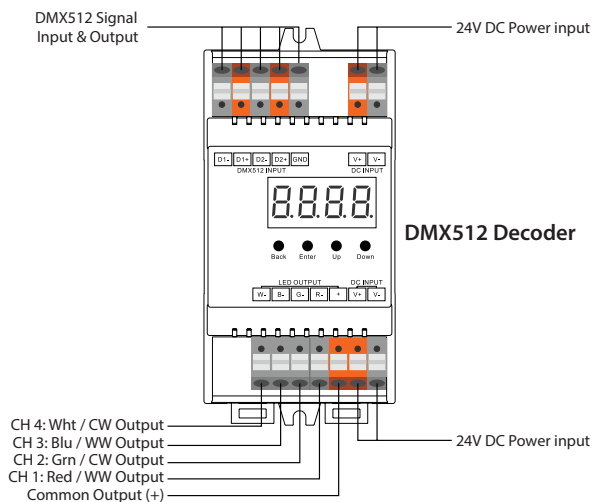 DMX512 Signal
Input & Output
24V DC Power input
D1- D1+ D2- D2+ GND
V+ V-
DMX512 INPUT
DC INPUT
8.8.8.8.
DMX512 Decoder
Back Enter Up Down
LED OUTPUT
DC INPUT
W- B- G- R- +
V+ V-
CH 4: Wht / CW Output
CH 3: Blu / WW Output
24V DC Power input
CH 2: Grn / CW Output
CH 1: Red / WW Output
Common Output (+)